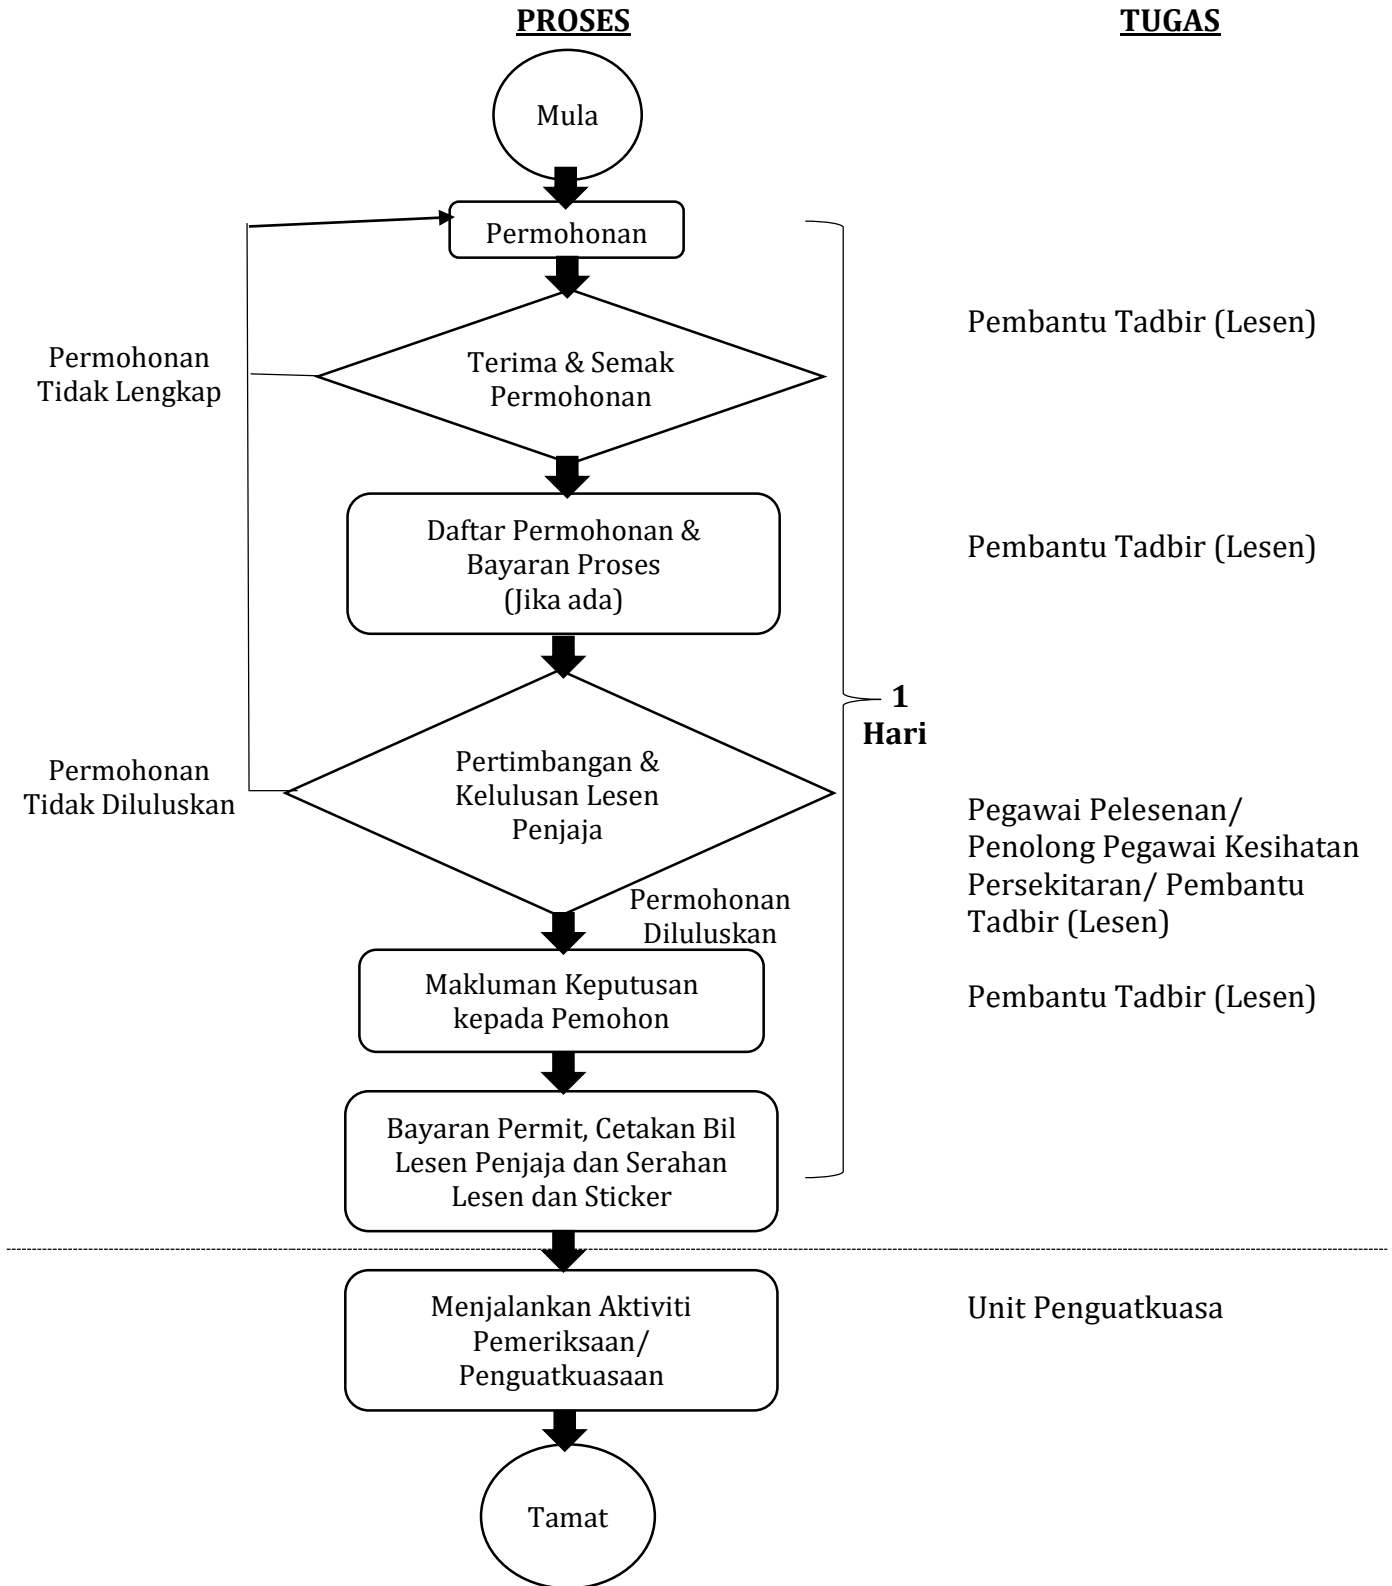 PROSES
TUGAS
Mula
Permohonan
Pembantu Tadbir (Lesen)
Permohonan
Tidak Lengkap
Terima & Semak
Permohonan
Daftar Permohonan &
Bayaran Proses
(Jika ada)
Pembantu Tadbir (Lesen)
1
Hari
Permohonan
Tidak Diluluskan
Pertimbangan &
Kelulusan Lesen
Penjaja
Pegawai Pelesenan/
Penolong Pegawai Kesihatan
Persekitaran/ Pembantu
Tadbir (Lesen)
Permohonan
Diluluskan
Makluman Keputusan
kepada Pemohon
Pembantu Tadbir (Lesen)
Bayaran Permit, Cetakan Bil
Lesen Penjaja dan Serahan
Lesen dan Sticker
Menjalankan Aktiviti
Pemeriksaan/
Penguatkuasaan
Unit Penguatkuasa
Tamat